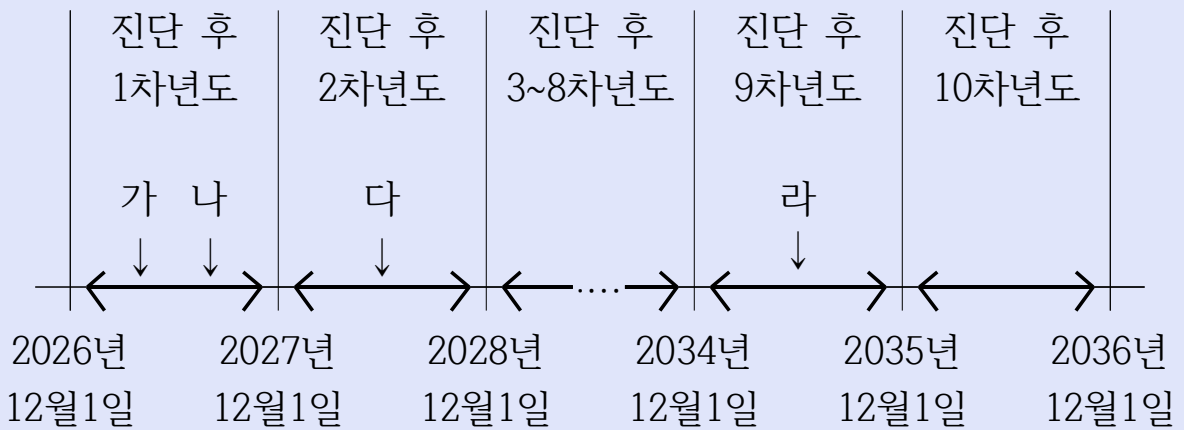 진단 후 진단 후 진단 후 진단 후 진단 후
1차년도 2차년도 3~8차년도 9차년도 10차년도
가 나 다 라
2026년 2027년 2028년 2034년 2035년 2036년
12월1일 12월1일 12월1일 12월1일 12월1일 12월1일